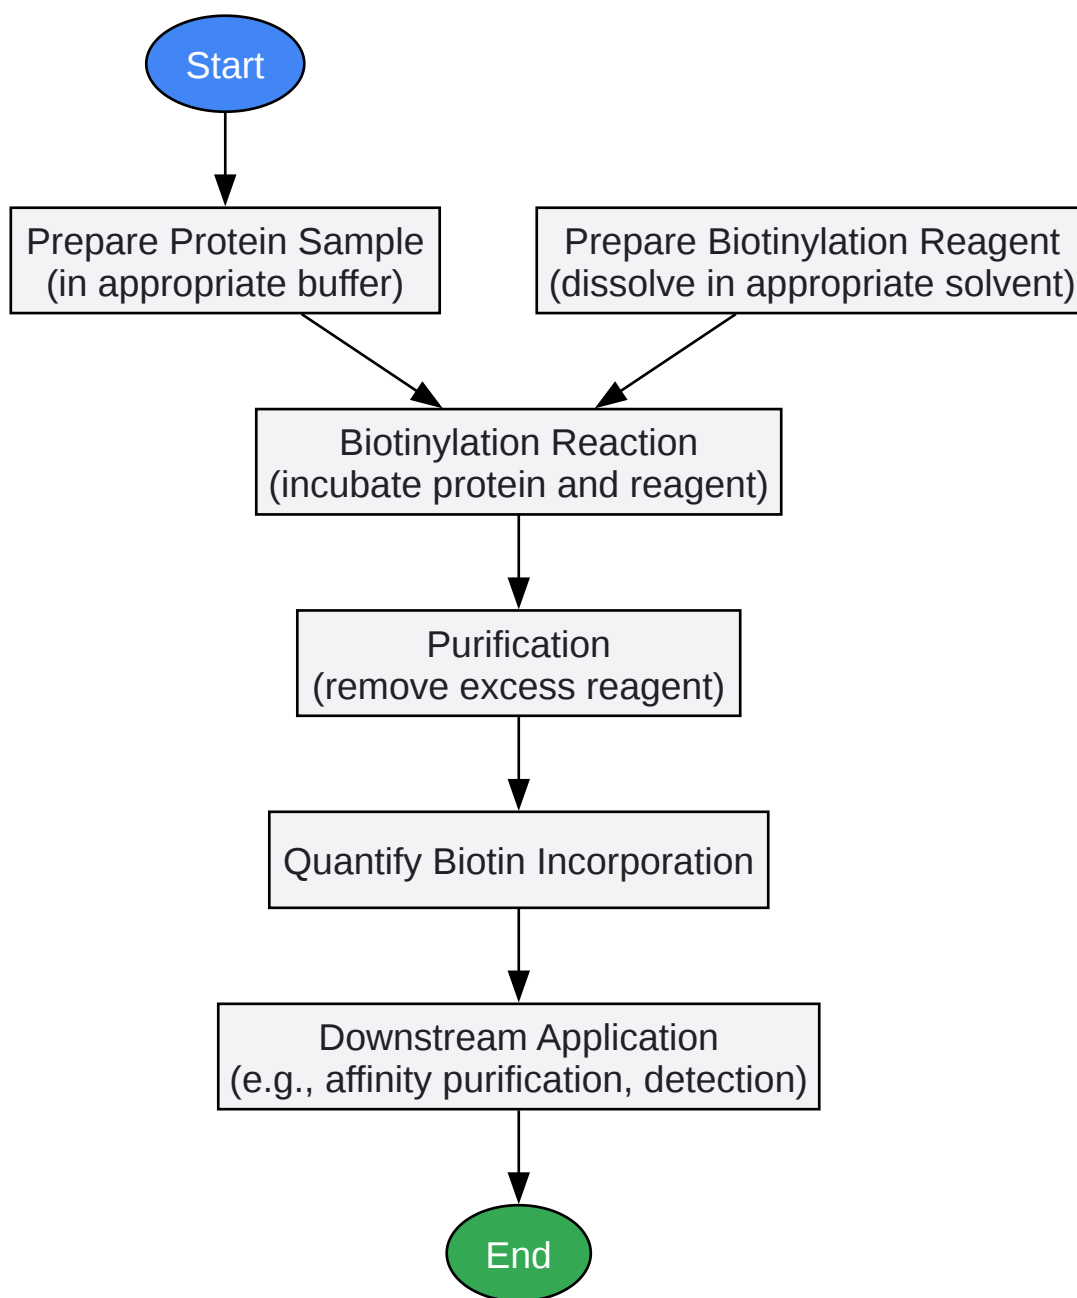 Start
Prepare Protein Sample
(in appropriate buffer)
Prepare Biotinylation Reagent
(dissolve in appropriate solvent)
Biotinylation Reaction
(incubate protein and reagent)
Purification
(remove excess reagent)
Quantify Biotin Incorporation
Downstream Application
(e.g., affinity purification, detection)
End